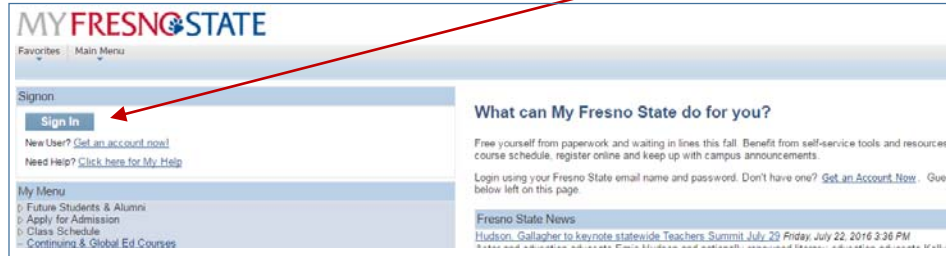 MY FRESNO STATE
Favorites Main Menu
Signon
Sign In
New User? Get an account now!
Need Help? Click here for My Help
My Menu
Future Students & Alumni
Apply for Admission
Class Schedule
Continuing & Global Ed Courses
What can My Fresno State do for you?
Free yourself from paperwork and waiting in lines this fall. Benefit from self-service tools and resources
course schedule, register online and keep up with campus announcements.
Login using your Fresno State email name and password. Don't have one? Get an Account Now. Gue
below left on this page.
Fresno State News
Hudson, Gallagher to keynote statewide Teachers Summit July 29 Friday, July 22, 2016 3:36 PM